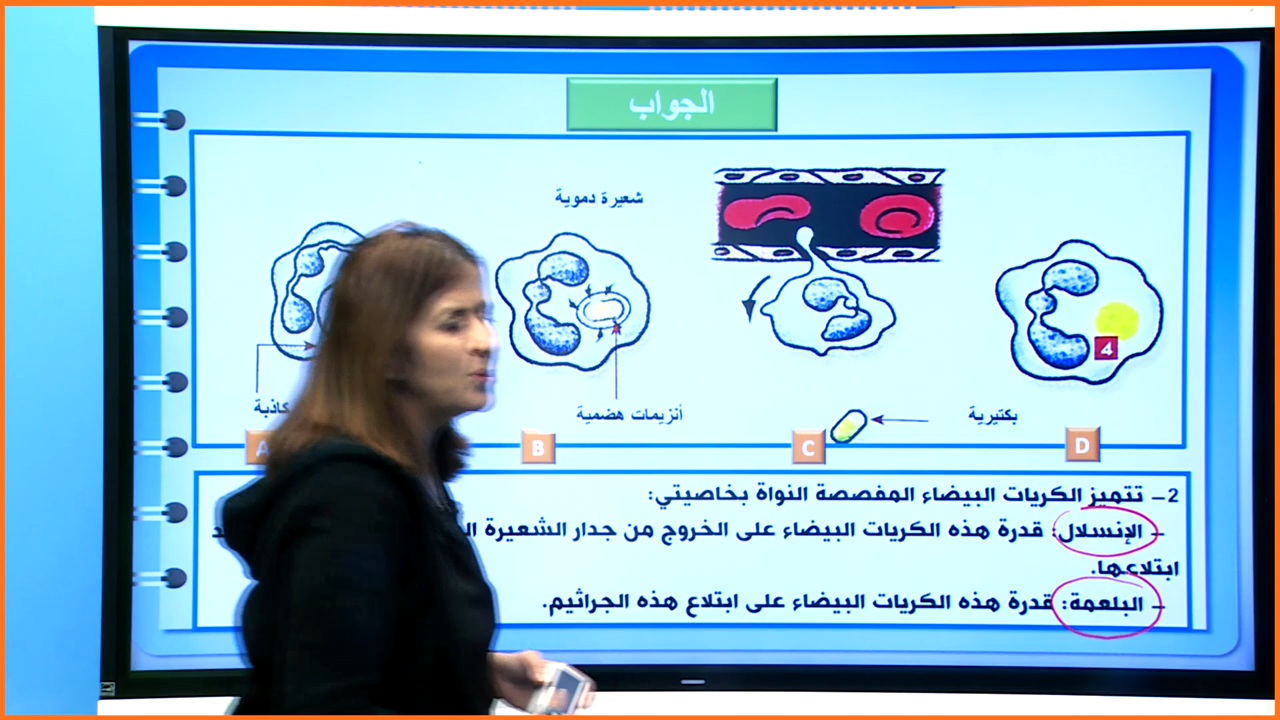 الجواب
شعيرة دموية
4
كاذبة
أنزيمات هضمية
بكتيرية
A
B
C
D
2– تتميز الكريات البيضاء المفصصة النواة بخاصيتي:
– الإنسلال: قدرة هذه الكريات البيضاء على الخروج من جدار الشعيرة
ابتلاعها.
– البلعمة: قدرة هذه الكريات البيضاء على ابتلاع هذه الجراثيم.